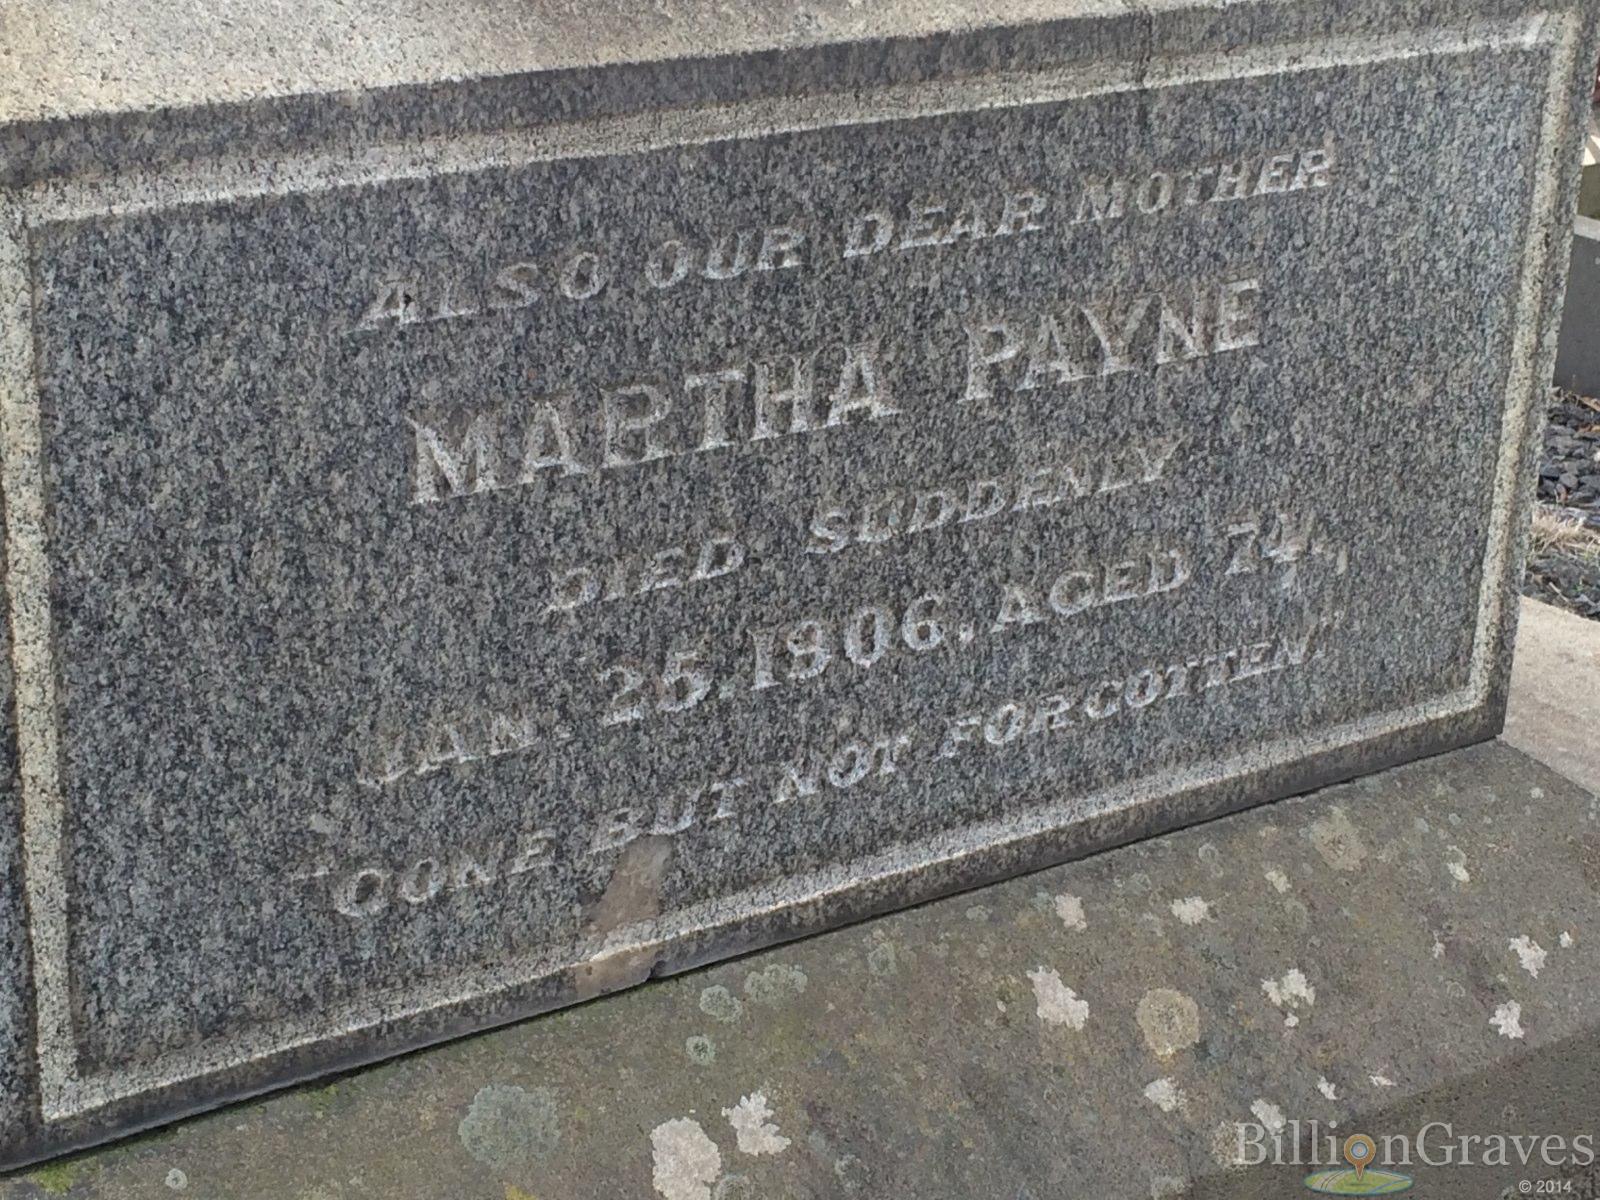 ALSO OUR DEAR MOTHER
MARTHA PAYNE
DIED SUDDENLY
JAN. 25. 1906. AGED 74.,
"GONE BUT NOT FORGOTTEN."
BillionGraves
© 2014